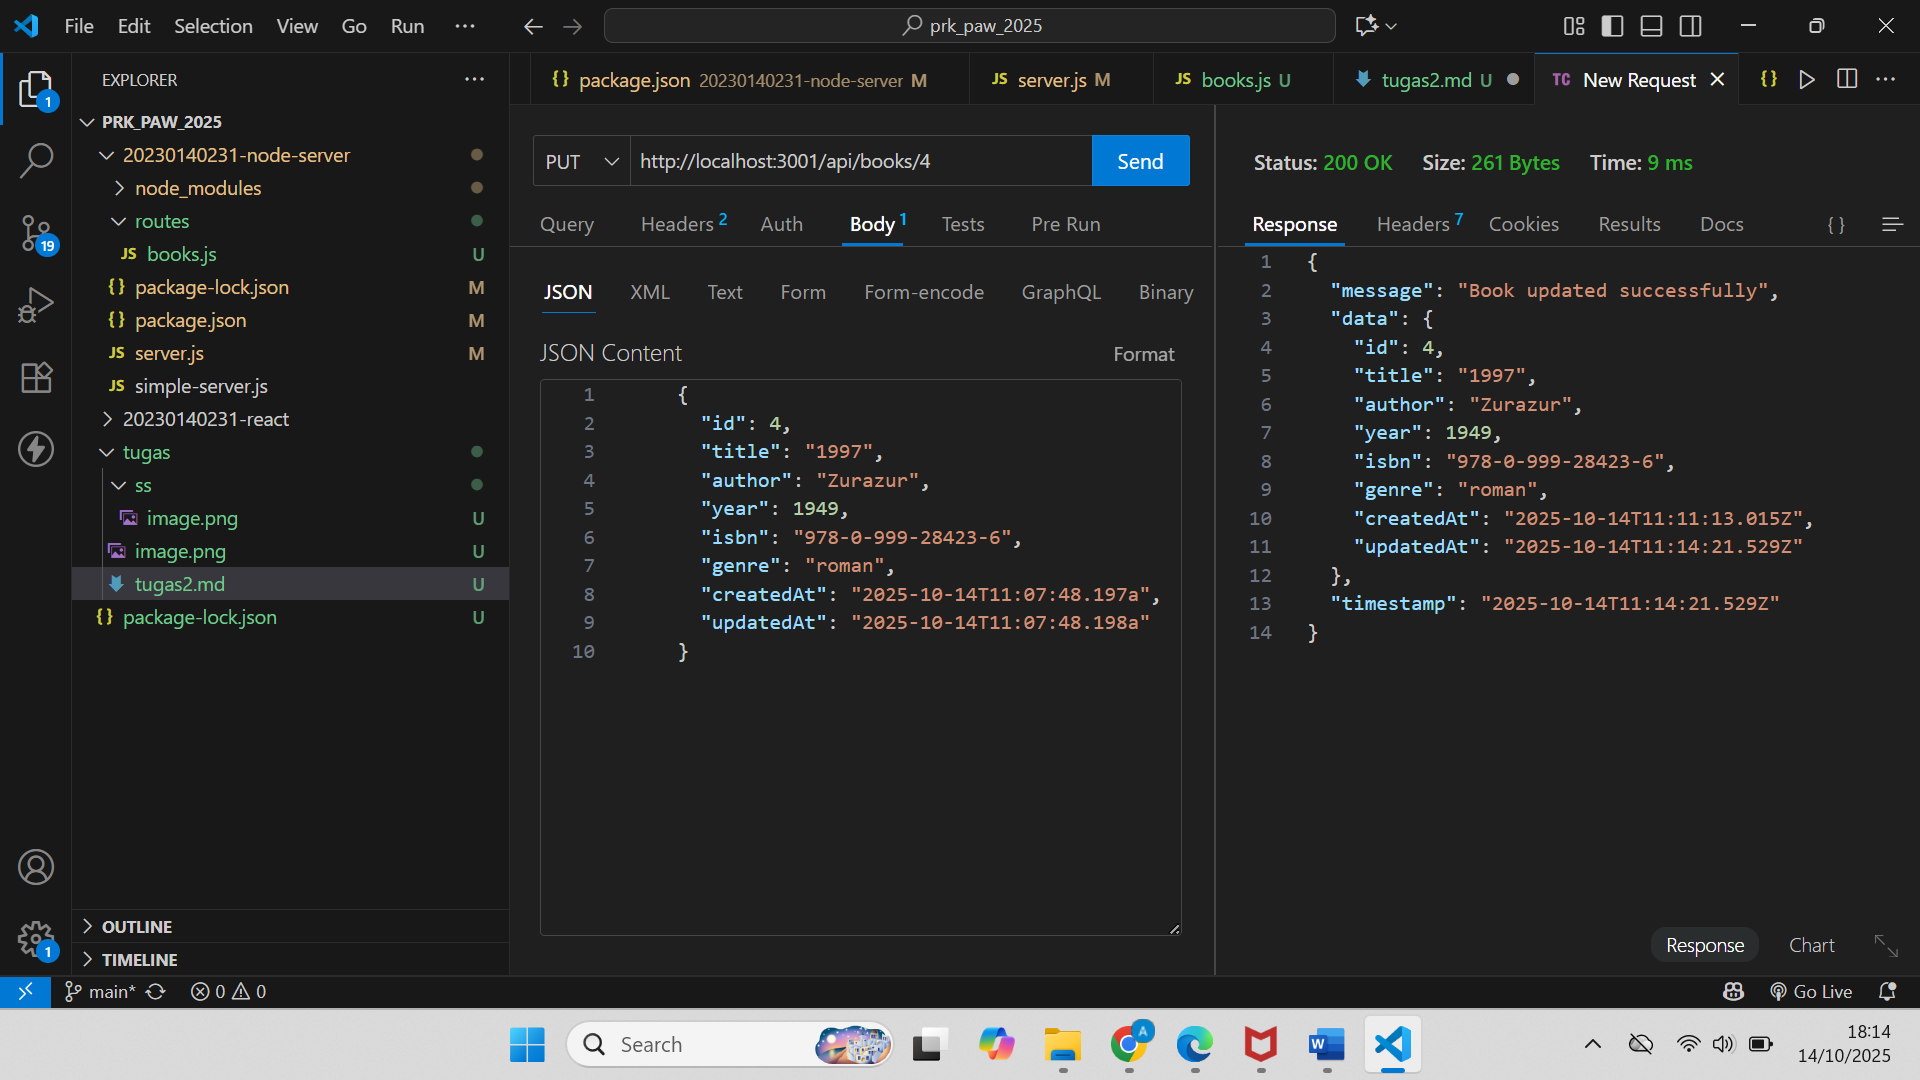 File Edit Selection View Go Run ···
prk_paw_2025
EXPLORER
PRK_PAW_2025
20230140231-node-server
node_modules
routes
JS books.js U
{} package-lock.json M
{} package.json M
JS server.js M
JS simple-server.js
20230140231-react
tugas
ss
image.png U
image.png U
tugas2.md U
{} package-lock.json U
OUTLINE
TIMELINE
1
19
1
{} package.json 20230140231-node-server M
JS server.js M
JS books.js U
tugas2.md U
TC New Request
PUT http://localhost:3001/api/books/4 Send
Query Headers 2 Auth Body 1 Tests Pre Run
JSON XML Text Form Form-encode GraphQL Binary
JSON Content Format
1 {
2 "id": 4,
3 "title": "1997",
4 "author": "Zurazur",
5 "year": 1949,
6 "isbn": "978-0-999-28423-6",
7 "genre": "roman",
8 "createdAt": "2025-10-14T11:07:48.197a",
9 "updatedAt": "2025-10-14T11:07:48.198a"
10 }
Status: 200 OK Size: 261 Bytes Time: 9 ms
Response Headers 7 Cookies Results Docs { }
1 {
2 "message": "Book updated successfully",
3 "data": {
4 "id": 4,
5 "title": "1997",
6 "author": "Zurazur",
7 "year": 1949,
8 "isbn": "978-0-999-28423-6",
9 "genre": "roman",
10 "createdAt": "2025-10-14T11:11:13.015Z",
11 "updatedAt": "2025-10-14T11:14:21.529Z"
12 },
13 "timestamp": "2025-10-14T11:14:21.529Z"
14 }
Response Chart
main* 0 0
Go Live
Search
A
W
18:14
14/10/2025